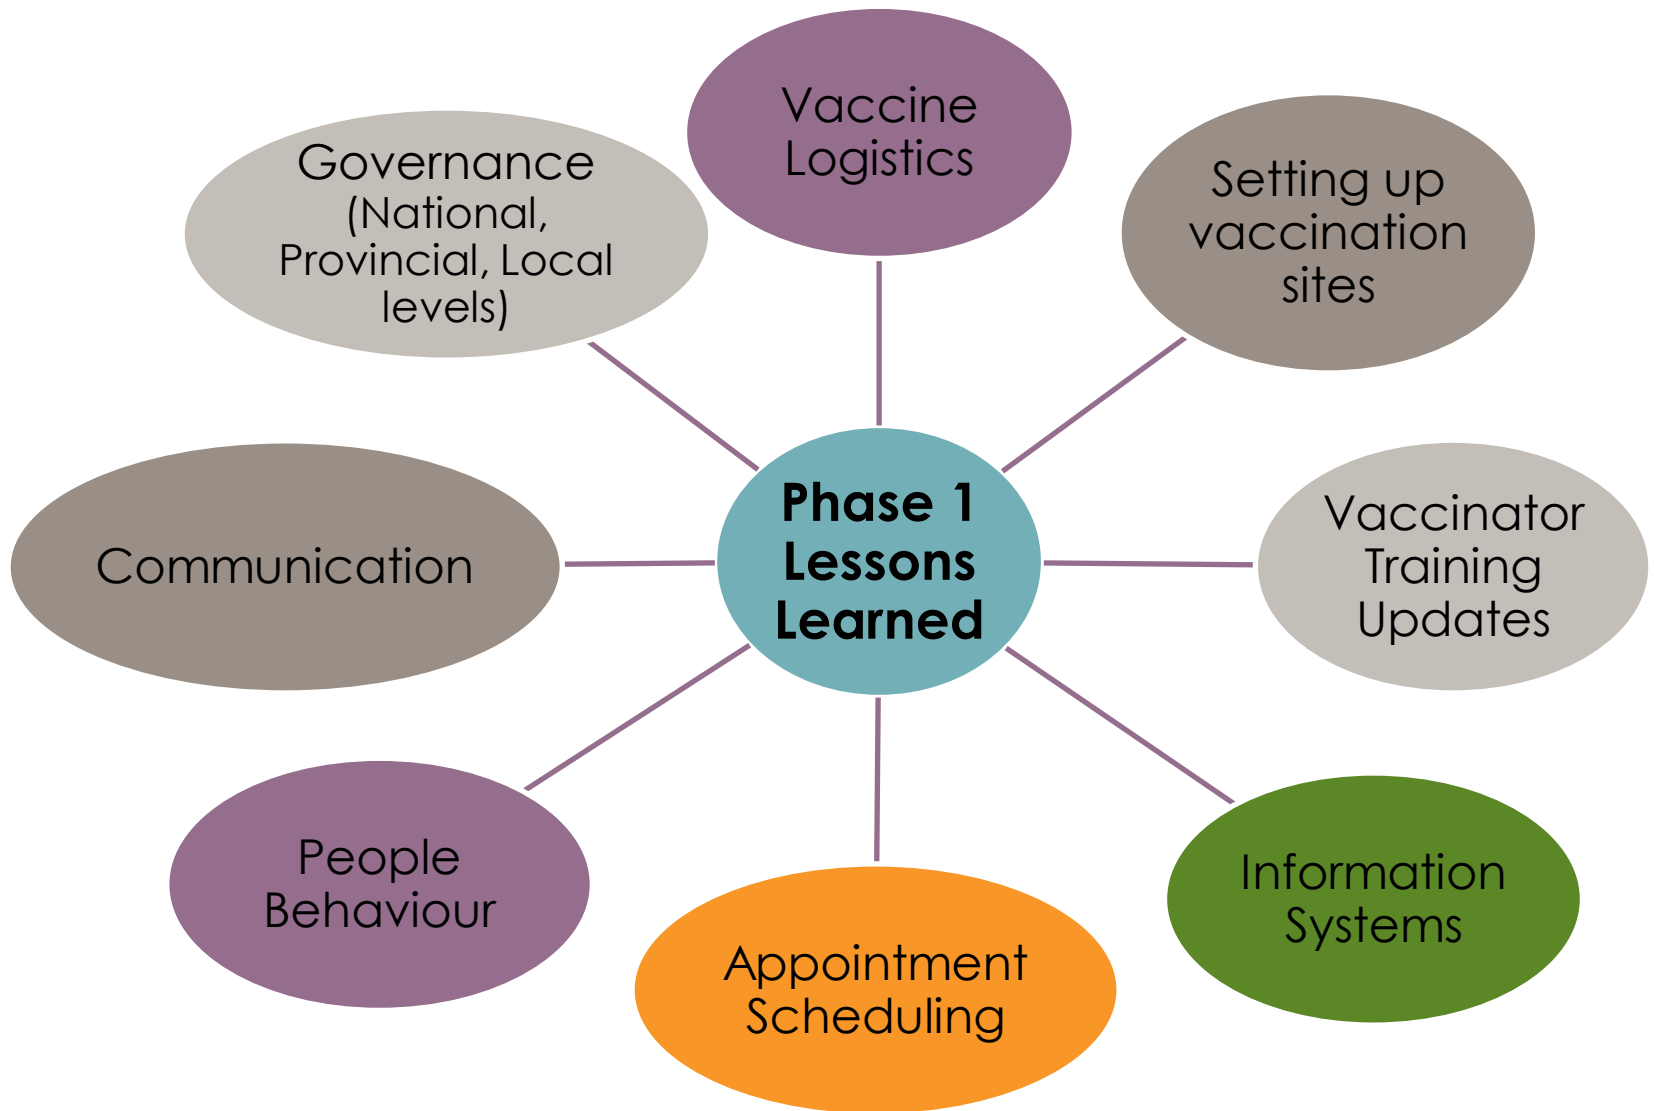 Vaccine
Logistics
Setting up
vaccination
sites
Vaccinator
Training
Updates
Information
Systems
Appointment
Scheduling
People
Behaviour
Communication
Governance
(National,
Provincial, Local
levels)
Phase 1
Lessons
Learned